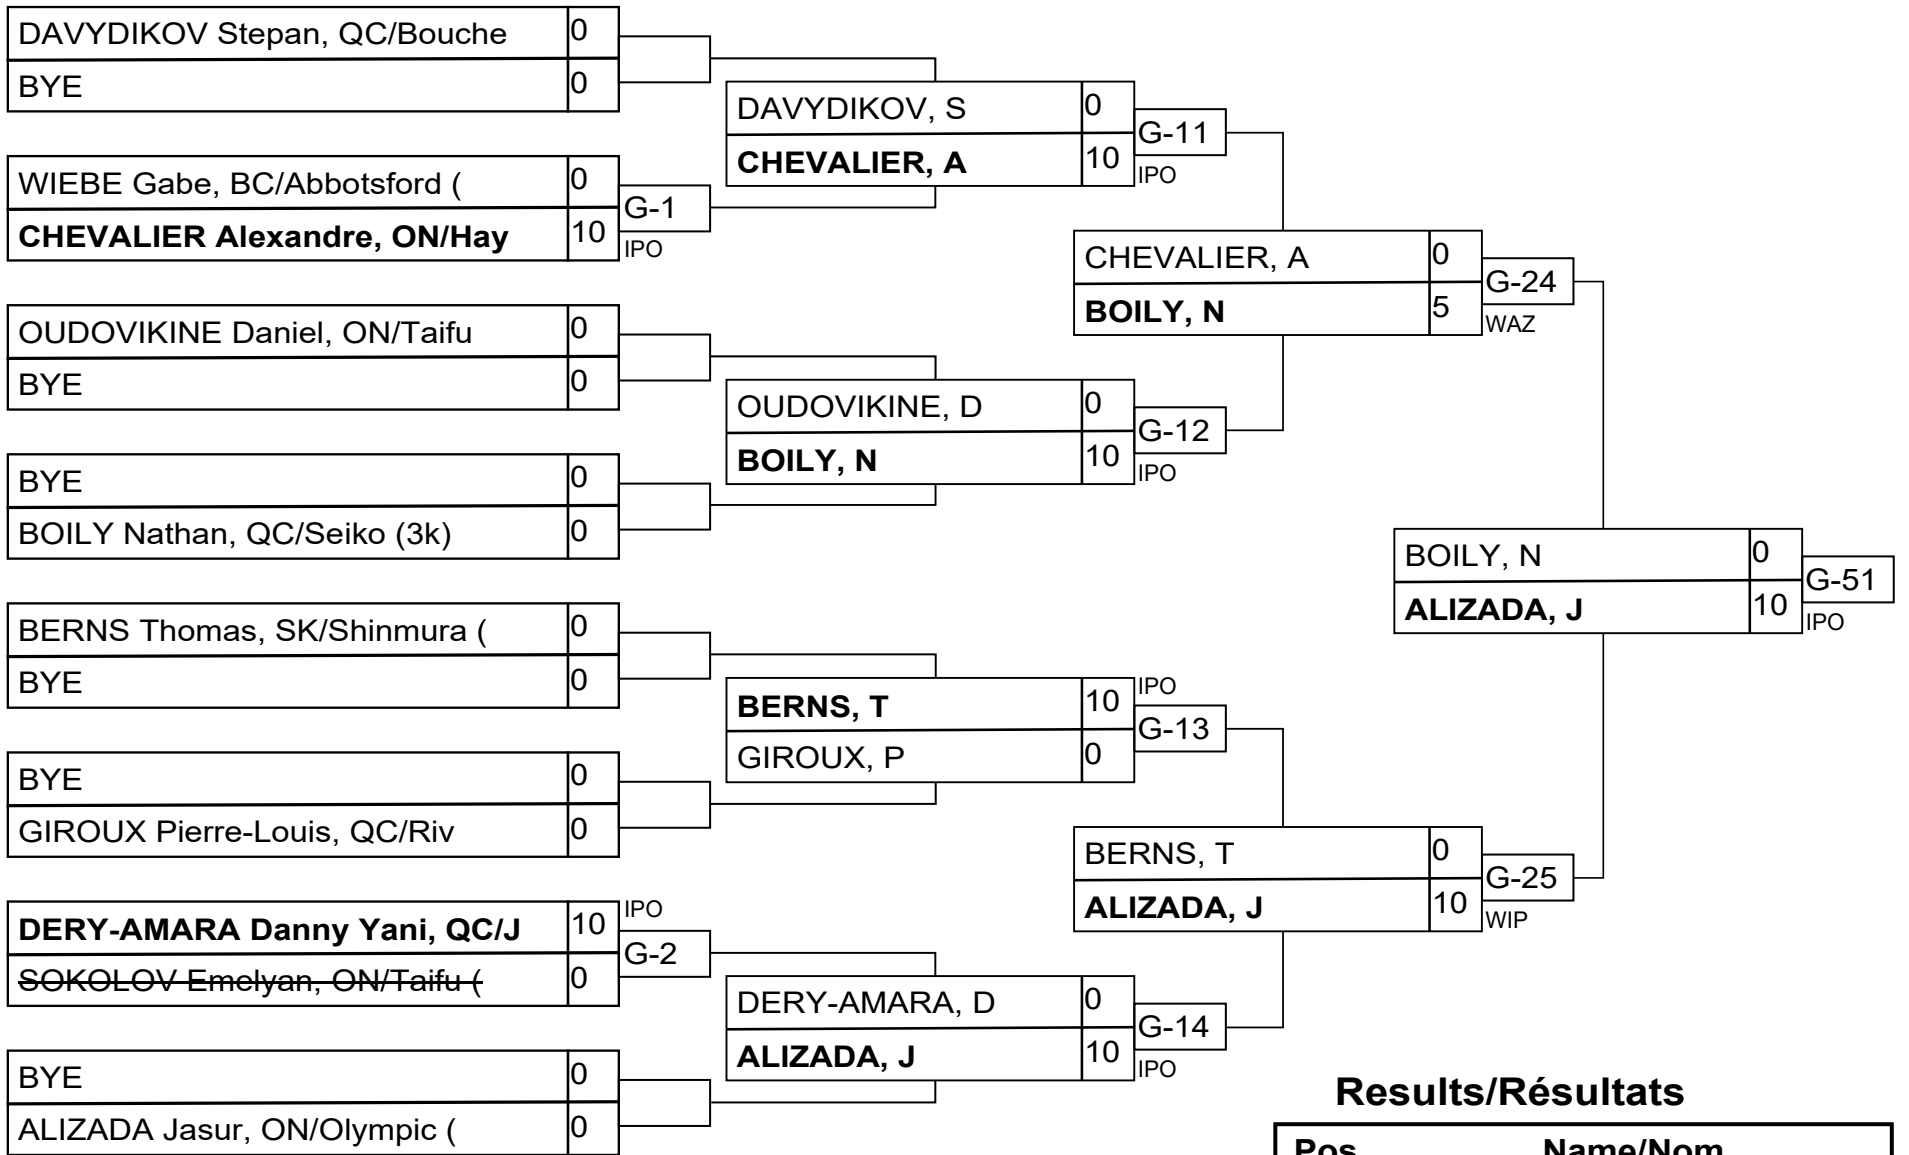 DAVYDIKOV Stepan, QC/Bouche 0
BYE 0
WIEBE Gabe, BC/Abbotsford ( 0
CHEVALIER Alexandre, ON/Hay 10
G-1
IPO
OUDOVIKINE Daniel, ON/Taifu 0
BYE 0
BYE 0
BOILY Nathan, QC/Seiko (3k) 0
BERNS Thomas, SK/Shinmura ( 0
BYE 0
BYE 0
GIROUX Pierre-Louis, QC/Riv 0
DERY-AMARA Danny Yani, QC/J 10
IPO
G-2
SOKOLOV Emelyan, ON/Taifu ( 0
BYE 0
ALIZADA Jasur, ON/Olympic ( 0
DAVYDIKOV, S 0
CHEVALIER, A 10
G-11
IPO
OUDOVIKINE, D 0
BOILY, N 10
G-12
IPO
BERNS, T 10
IPO
G-13
GIROUX, P 0
DERY-AMARA, D 0
ALIZADA, J 10
G-14
IPO
CHEVALIER, A 0
BOILY, N 5
G-24
WAZ
BERNS, T 0
ALIZADA, J 10
G-25
WIP
BOILY, N 0
ALIZADA, J 10
G-51
IPO
Results/Résultats
Pos Name/Nom